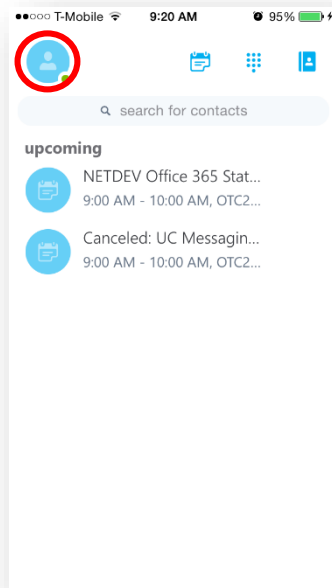 T-Mobile 9:20 AM 95%
search for contacts
upcoming
NETDEV Office 365 Stat...
9:00 AM - 10:00 AM, OTC2...
Canceled: UC Messagin...
9:00 AM - 10:00 AM, OTC2...